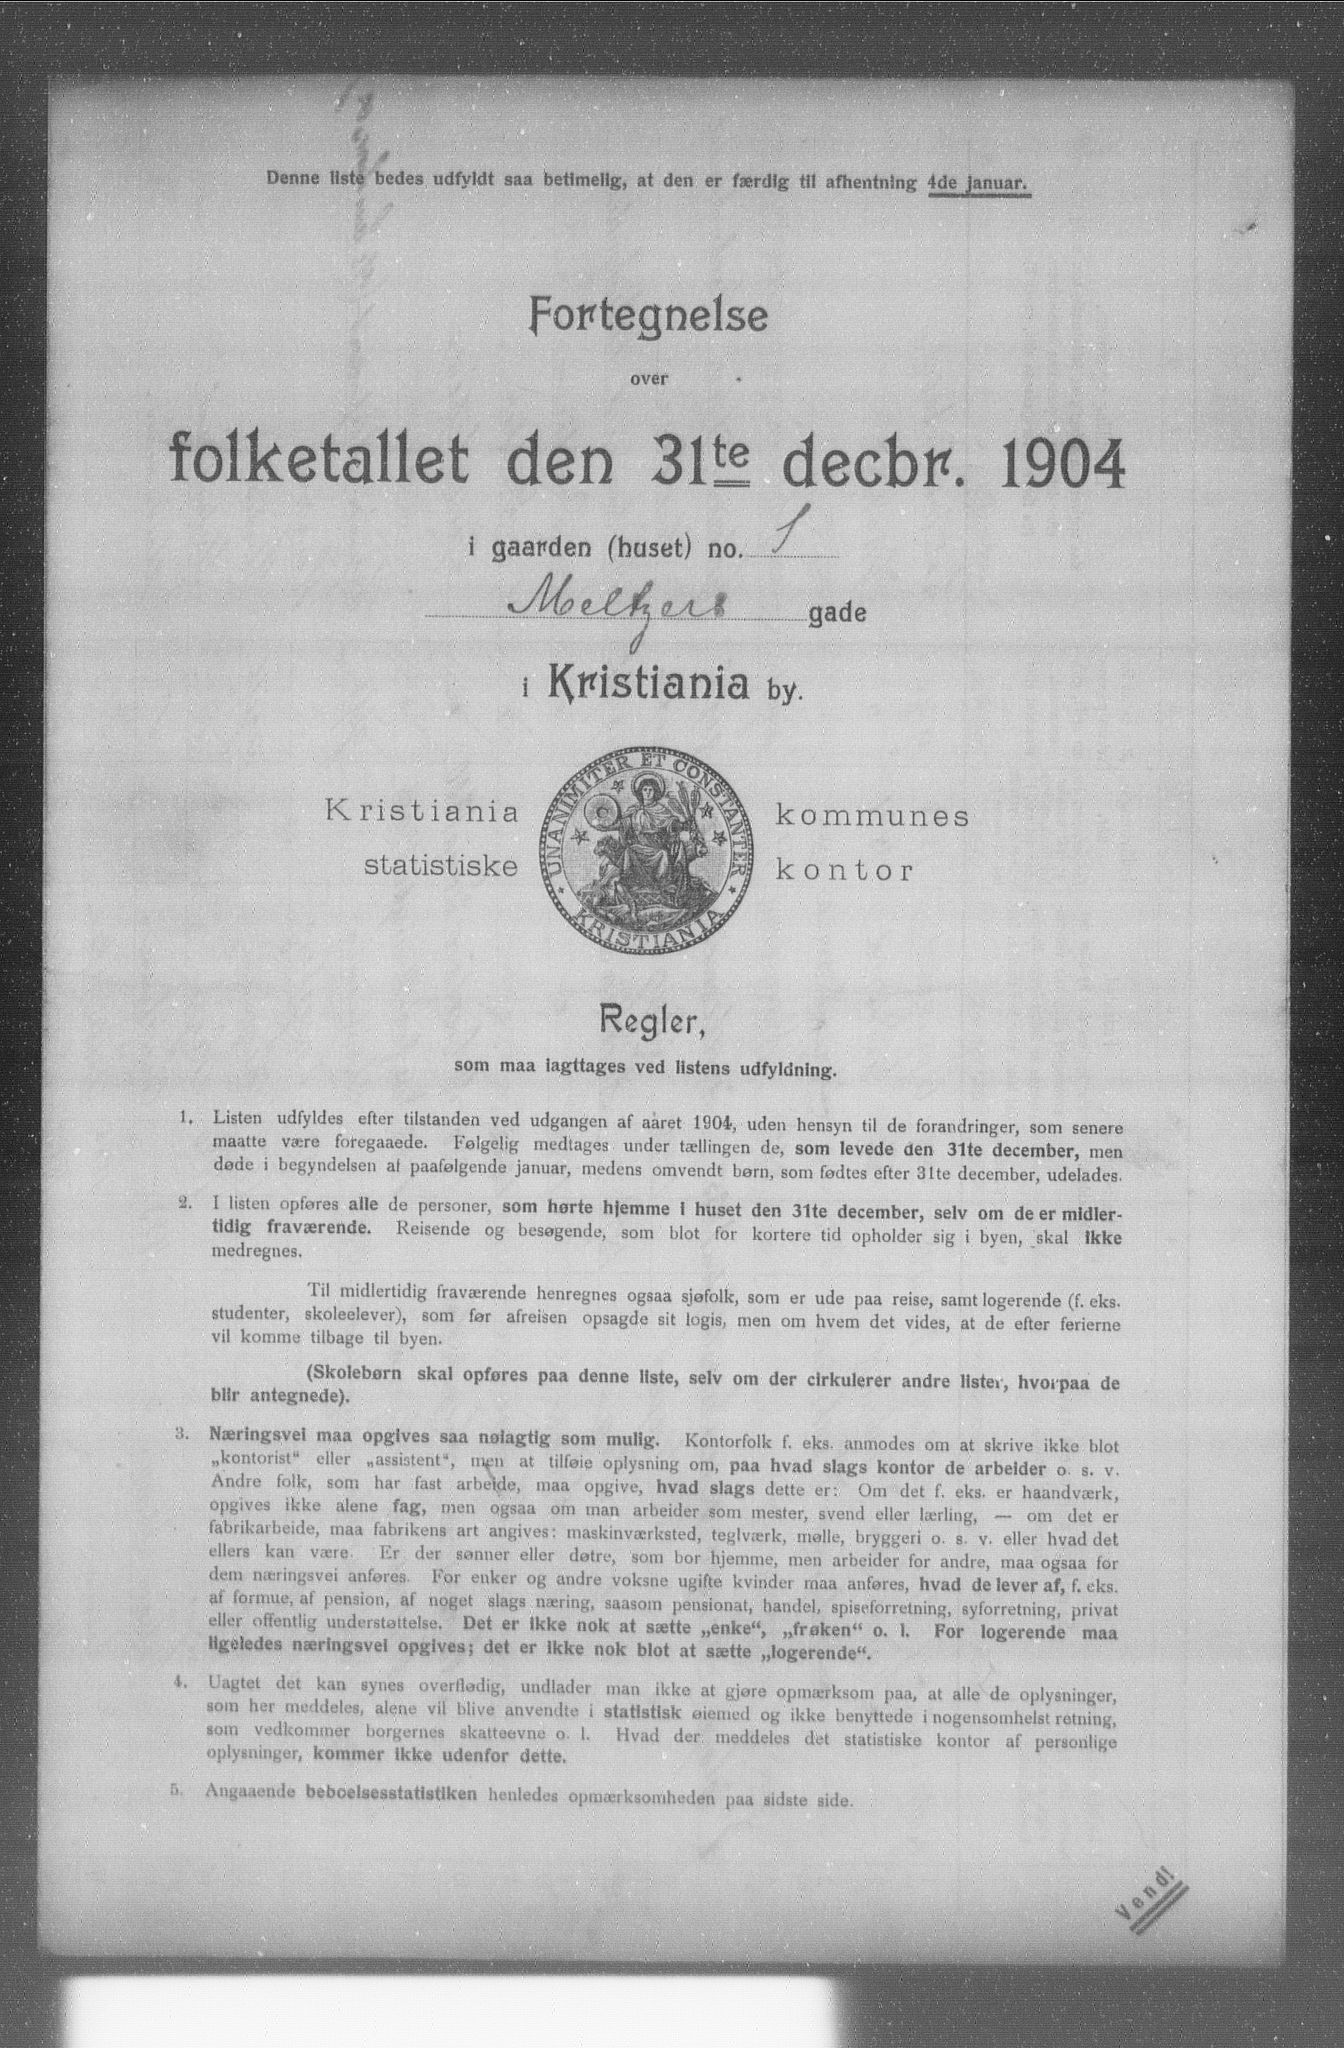 Denne liste bedes udfyldt saa betimelig, at den er færdig til afhentning 4de januar.
Fortegnelse
over
folketallet den 31te decbr. 1904
i gaarden (huset) no.
Meltzers gade
i Kristiania by.
Kristiania kommunes
statistiske kontor
UNANIMITER ET CONSTANTER
KRISTIANIA
Regler,
som maa iagttages ved listens udfyldning.
1. Listen udfyldes efter tilstanden ved udgangen af aaret 1904, uden hensyn til de forandringer, som senere
maatte være foregaaede. Følgelig medtages under tællingen de, som levede den 31te december, men
døde i begyndelsen af paafølgende januar, medens omvendt børn, som fødtes efter 31te december, udelades.
2. I listen opføres alle de personer, som hørte hjemme i huset den 31te december, selv om de er midler-
tidig fraværende. Reisende og besøgende, som blot for kortere tid opholder sig i byen, skal ikke
medregnes.
Til midlertidig fraværende henregnes ogsaa sjøfolk, som er ude paa reise, samt logerende (f. eks.
studenter, skoleelever), som før afreisen opsagde sit logis, men om hvem det vides, at de efter ferierne
vil komme tilbage til byen.
(Skolebørn skal opføres paa denne liste, selv om der cirkulerer andre lister, hvorpaa de
blir antegnede).
3. Næringsvei maa opgives saa nøiagtig som mulig. Kontorfolk f. eks. anmodes om at skrive ikke blot
„kontorist“ eller „assistent“, men at tilføie oplysning om, paa hvad slags kontor de arbeider o. s. v.
Andre folk, som har fast arbeide, maa opgive, hvad slags dette er: Om det f. eks. er haandværk,
opgives ikke alene fag, men ogsaa om man arbeider som mester, svend eller lærling, — om det er
fabrikarbeide, maa fabrikens art angives: maskinværksted, teglværk, mølle, bryggeri o. s. v. eller hvad det
ellers kan være. Er der sønner eller døtre, som bor hjemme, men arbeider for andre, maa ogsaa for
dem næringsvei anføres. For enker og andre voksne ugifte kvinder maa anføres, hvad de lever af, f. eks.
af formue, af pension, af noget slags næring, saasom pensionat, handel, spiseforretning, syforretning, privat
eller offentlig understøttelse. Det er ikke nok at sætte „enke“, „frøken“ o. l. For logerende maa
ligeledes næringsvei opgives; det er ikke nok blot at sætte „logerende“.
4. Uagtet det kan synes overflødig, undlader man ikke at gjøre opmærksom paa, at alle de oplysninger,
som her meddeles, alene vil blive anvendte i statistisk øiemed og ikke benyttede i nogensomhelst retning,
som vedkommer borgernes skatteevne o. l. Hvad der meddeles det statistiske kontor af personlige
oplysninger, kommer ikke udenfor dette.
5. Angaaende beboelsesstatistiken henledes opmærksomheden paa sidste side.
Vend!